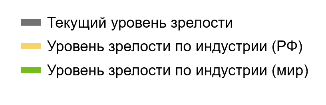 Текущий уровень зрелости
Уровень зрелости по индустрии (РФ)
Уровень зрелости по индустрии (мир)